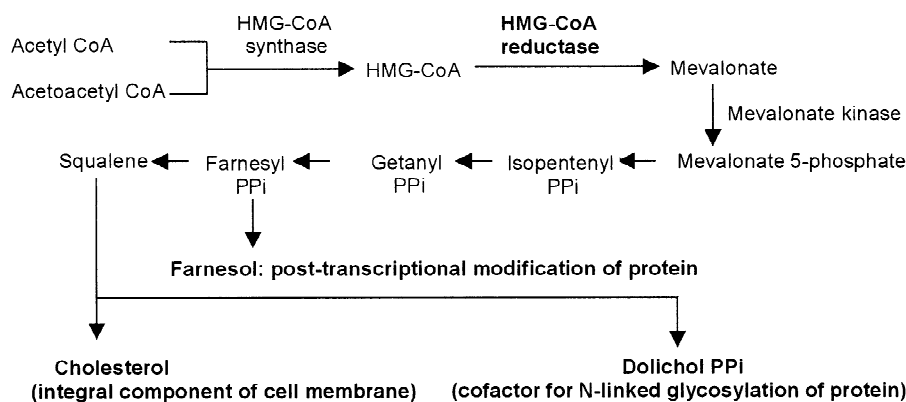 Acetyl CoA
Acetoacetyl CoA
HMG-CoA
synthase
HMG-CoA
HMG-CoA
reductase
Mevalonate
Mevalonate kinase
Mevalonate 5-phosphate
Isopentenyl
PPi
Getanyl
PPi
Farnesyl
PPi
Squalene
Farnesol: post-transcriptional modification of protein
Cholesterol
(integral component of cell membrane)
Dolichol PPi
(cofactor for N-linked glycosylation of protein)